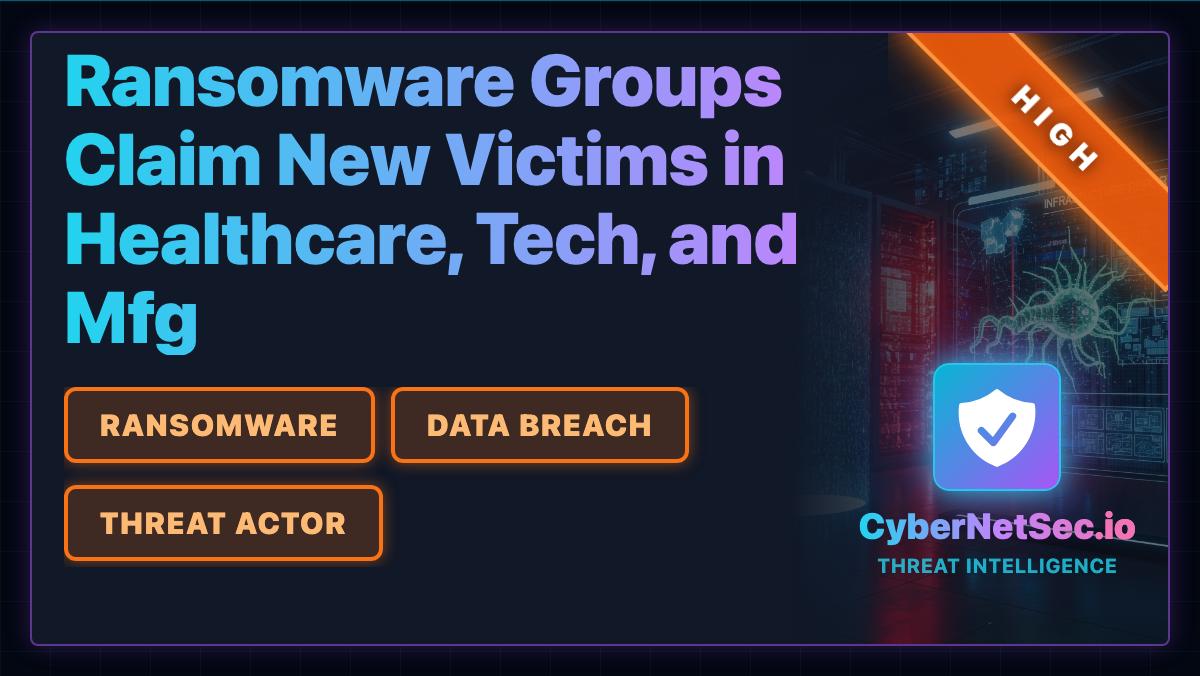 Ransomware Groups
Claim New Victims in
Healthcare, Tech, and
Mfg
HIGH
RANSOMWARE
DATA BREACH
THREAT ACTOR
CyberNetSec.io
THREAT INTELLIGENCE